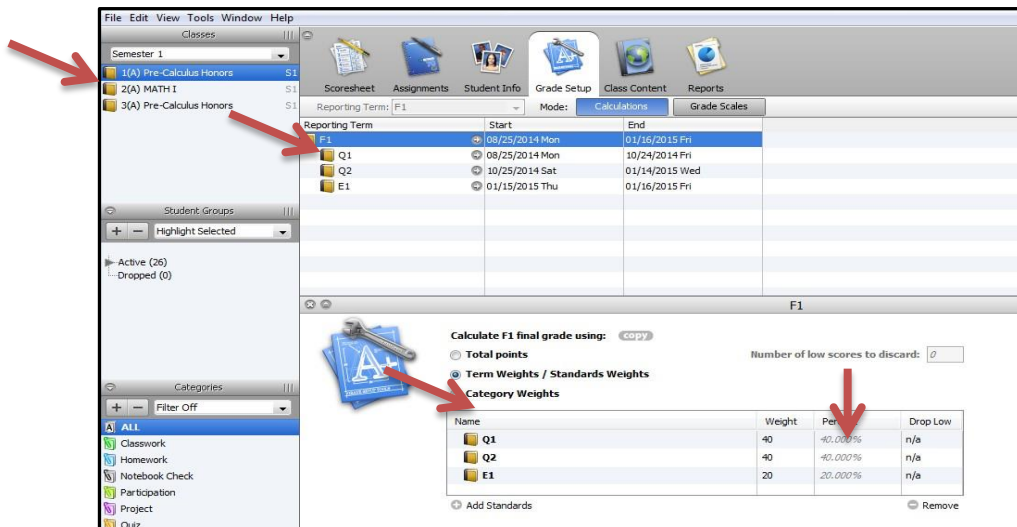 File Edit View Tools Window Help
Classes
Semester 1
1(A) Pre-Calculus Honors S1
2(A) MATH I S1
3(A) Pre-Calculus Honors S1
Student Groups
Highlight Selected
Active (26)
Dropped (0)
Categories
Filter Off
ALL
Classwork
Homework
Notebook Check
Participation
Project
Quiz
Scoresheet Assignments Student Info Grade Setup Class Content Reports
Reporting Term: F1 Mode: Calculations Grade Scales
Reporting Term Start End
F1 08/25/2014 Mon 01/16/2015 Fri
Q1 08/25/2014 Mon 10/24/2014 Fri
Q2 10/25/2014 Sat 01/14/2015 Wed
E1 01/15/2015 Thu 01/16/2015 Fri
F1
Calculate F1 final grade using: copy
Total points Number of low scores to discard: 0
Term Weights / Standards Weights
Category Weights
Name Weight Drop Low
Q1 40 40.000% n/a
Q2 40 40.000% n/a
E1 20 20.000% n/a
Add Standards Remove
A+